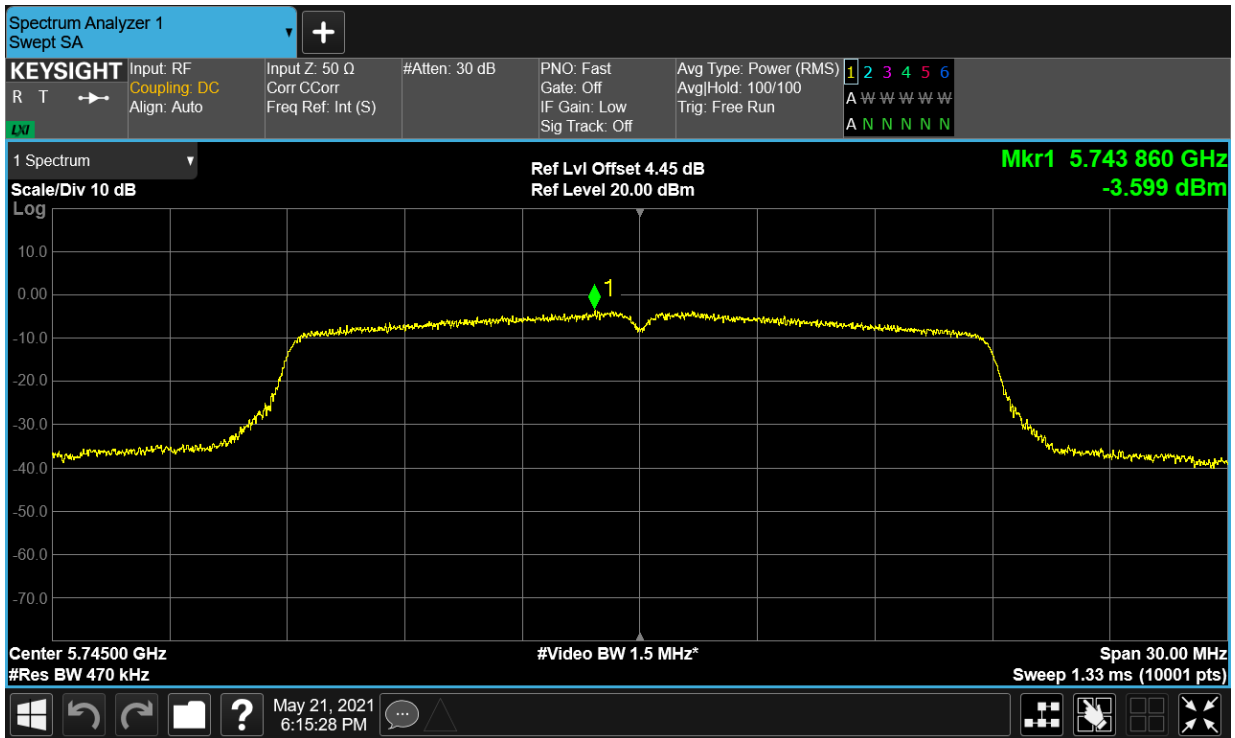 Spectrum Analyzer 1
Swept SA
+
KEYSIGHT
R T
LXI
Input: RF
Coupling: DC
Align: Auto
Input Z: 50 Ω
Corr CCorr
Freq Ref: Int (S)
#Atten: 30 dB
PNO: Fast
Gate: Off
IF Gain: Low
Sig Track: Off
Avg Type: Power (RMS)
Avg|Hold: 100/100
Trig: Free Run
1 2 3 4 5 6
A W W W W W
A N N N N N
1 Spectrum
Scale/Div 10 dB
Log
Ref Lvl Offset 4.45 dB
Ref Level 20.00 dBm
Mkr1 5.743 860 GHz
-3.599 dBm
1
10.0
0.00
-10.0
-20.0
-30.0
-40.0
-50.0
-60.0
-70.0
Center 5.74500 GHz
#Res BW 470 kHz
#Video BW 1.5 MHz*
Span 30.00 MHz
Sweep 1.33 ms (10001 pts)
?
May 21, 2021
6:15:28 PM